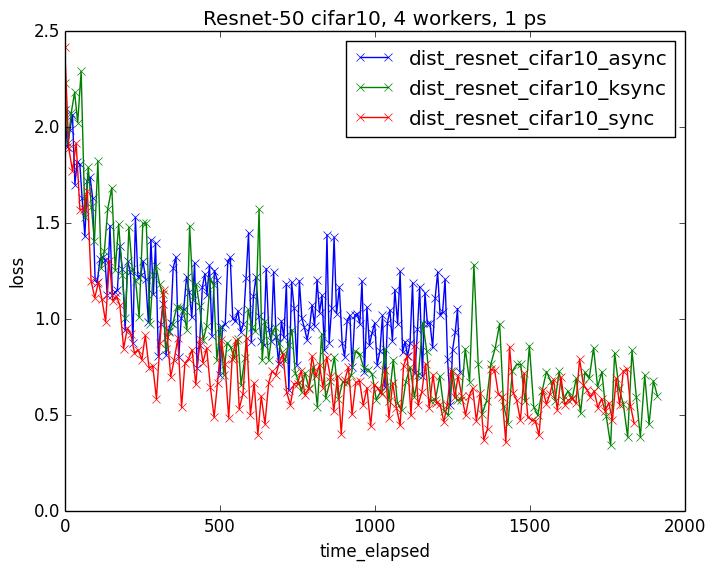 Resnet-50 cifar10, 4 workers, 1 ps
2.5
2.0
1.5
1.0
0.5
0.0
loss
dist_resnet_cifar10_async
dist_resnet_cifar10_ksync
dist_resnet_cifar10_sync
0
500
1000
1500
2000
time_elapsed